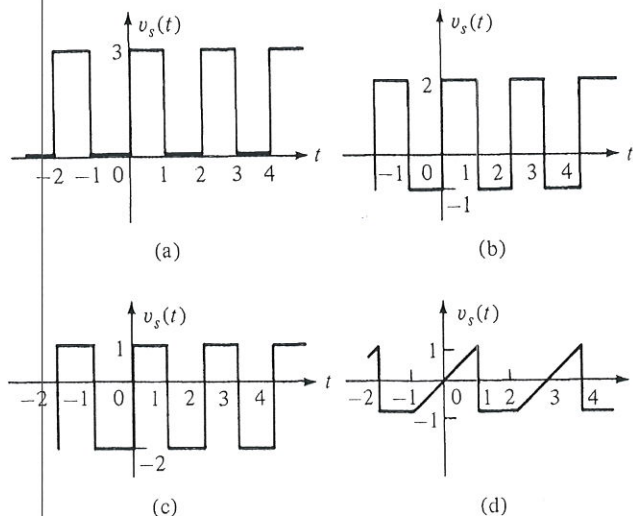 v_s(t)
3
−2 −1 0 1 2 3 4 t
(a)
v_s(t)
2
−1 0 1 2 3 4 t
−1
(b)
v_s(t)
1
−2 −1 0 1 2 3 4 t
−2
(c)
v_s(t)
1
−2 −1 0 1 2 3 4
−1
(d)